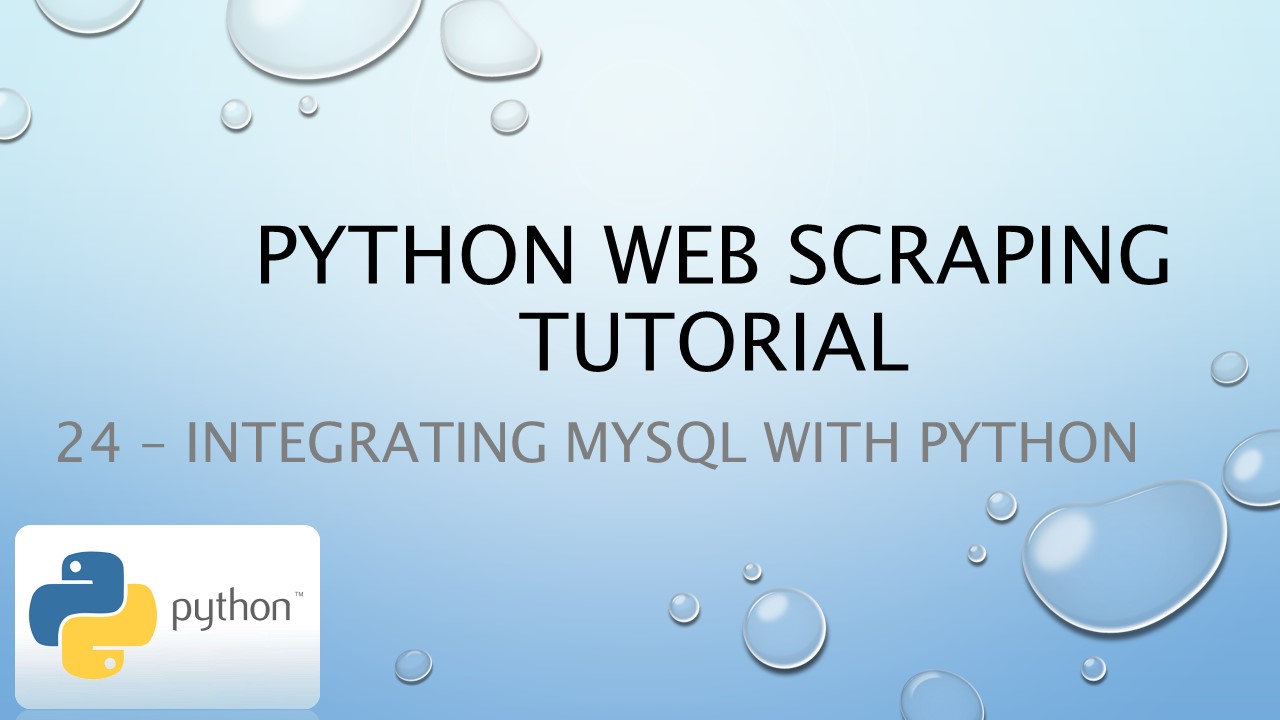 PYTHON WEB SCRAPING
TUTORIAL
24 – INTEGRATING MYSQL WITH PYTHON
python™